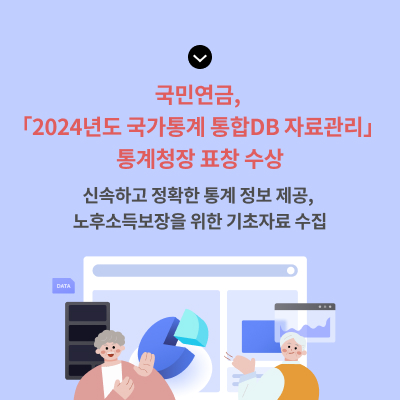 국민연금,
「2024년도 국가통계 통합DB 자료관리」
통계청장 표창 수상
신속하고 정확한 통계 정보 제공,
노후소득보장을 위한 기초자료 수집
DATA